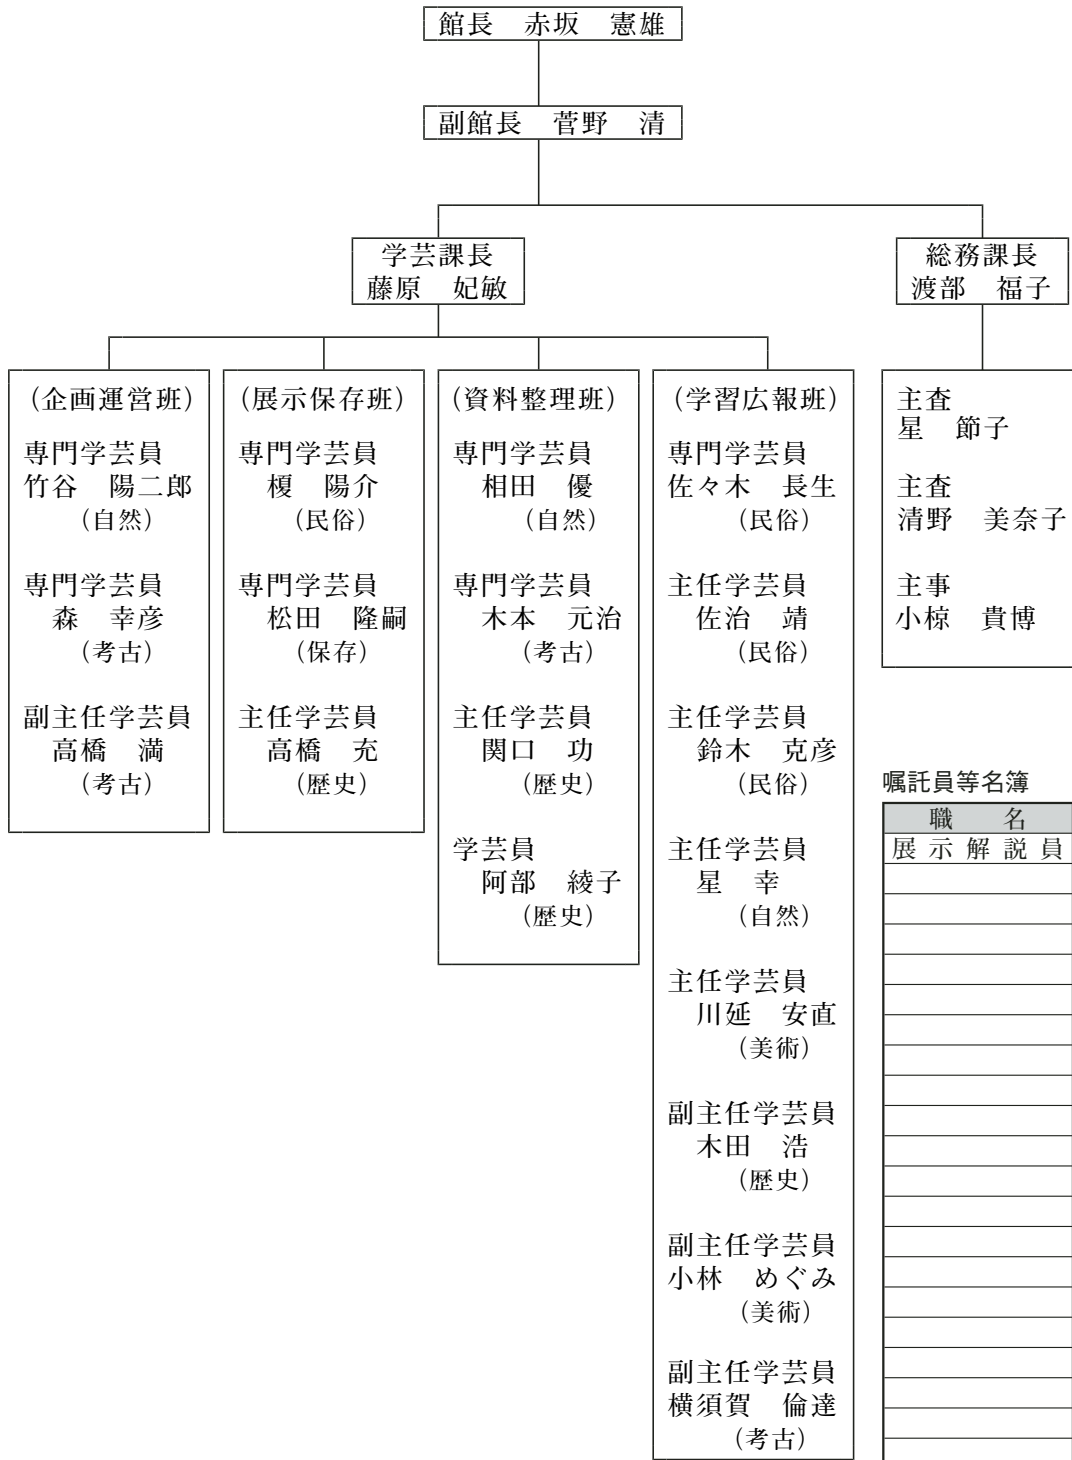 館長　赤坂　憲雄
副館長　菅野　清
学芸課長
藤原　妃敏
総務課長
渡部　福子
（企画運営班）
専門学芸員
竹谷　陽二郎
（自然）
専門学芸員
森　幸彦
（考古）
副主任学芸員
高橋　満
（考古）
（展示保存班）
専門学芸員
榎　陽介
（民俗）
専門学芸員
松田　隆嗣
（保存）
主任学芸員
高橋　充
（歴史）
（資料整理班）
専門学芸員
相田　優
（自然）
専門学芸員
木本　元治
（考古）
主任学芸員
関口　功
（歴史）
学芸員
阿部　綾子
（歴史）
（学習広報班）
専門学芸員
佐々木　長生
（民俗）
主任学芸員
佐治　靖
（民俗）
主任学芸員
鈴木　克彦
（民俗）
主任学芸員
星　幸
（自然）
主任学芸員
川延　安直
（美術）
副主任学芸員
木田　浩
（歴史）
副主任学芸員
小林　めぐみ
（美術）
副主任学芸員
横須賀　倫達
（考古）
主査
星　節子
主査
清野　美奈子
主事
小椋　貴博
嘱託員等名簿
職　名
展示解説員